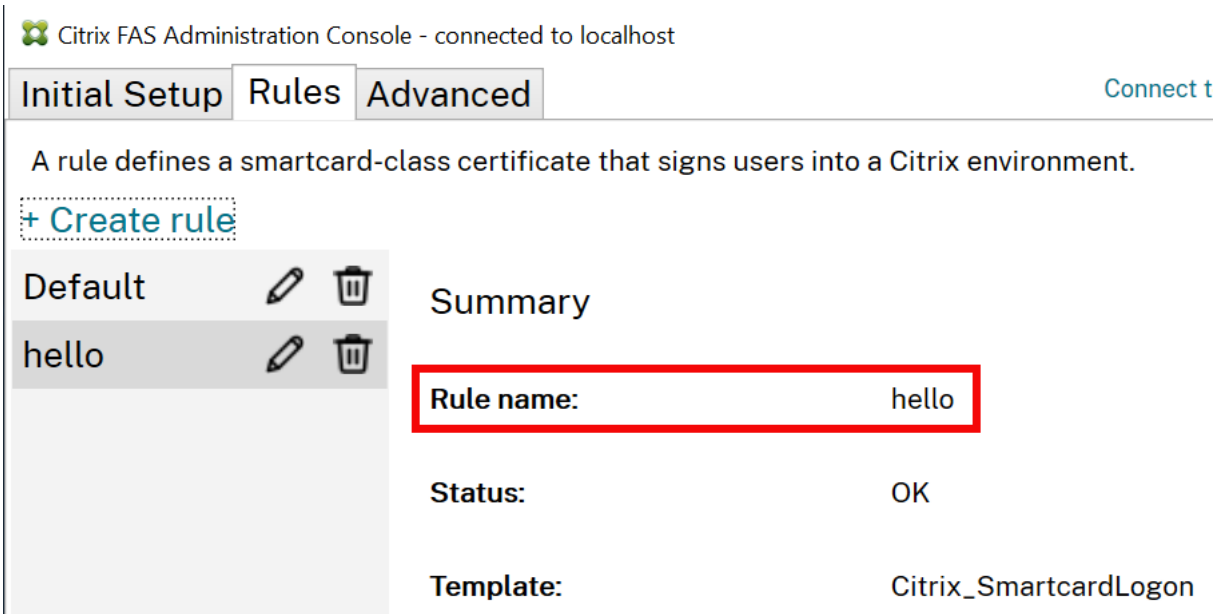 Citrix FAS Administration Console - connected to localhost
Initial Setup Rules Advanced
Connect t
A rule defines a smartcard-class certificate that signs users into a Citrix environment.
+ Create rule
Default
hello
Summary
Rule name: hello
Status: OK
Template: Citrix_SmartcardLogon